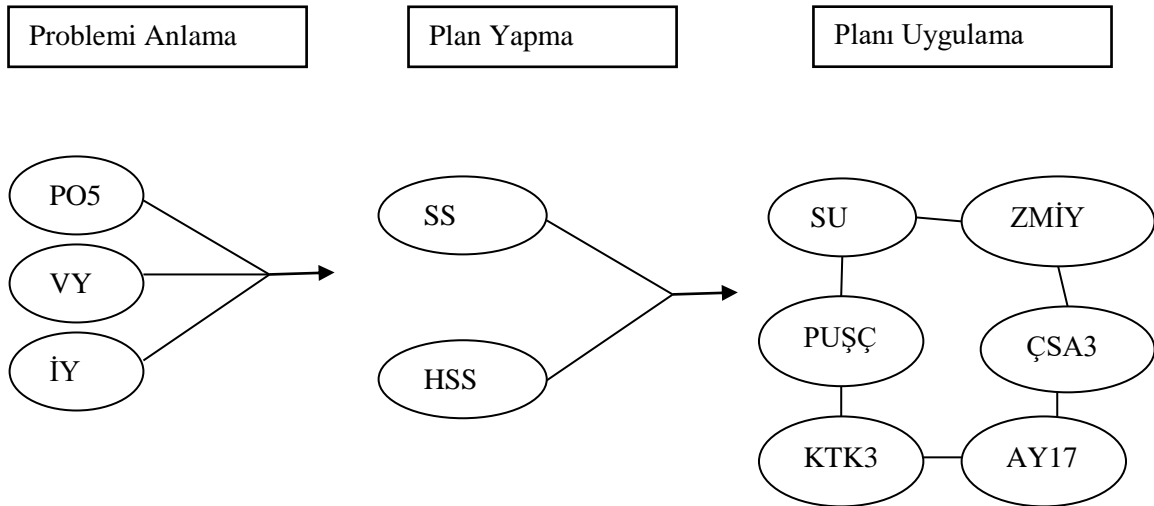 Problemi Anlama
Plan Yapma
Planı Uygulama
PO5
VY
İY
SS
HSS
SU
ZMİY
PUŞÇ
ÇSA3
KTK3
AY17